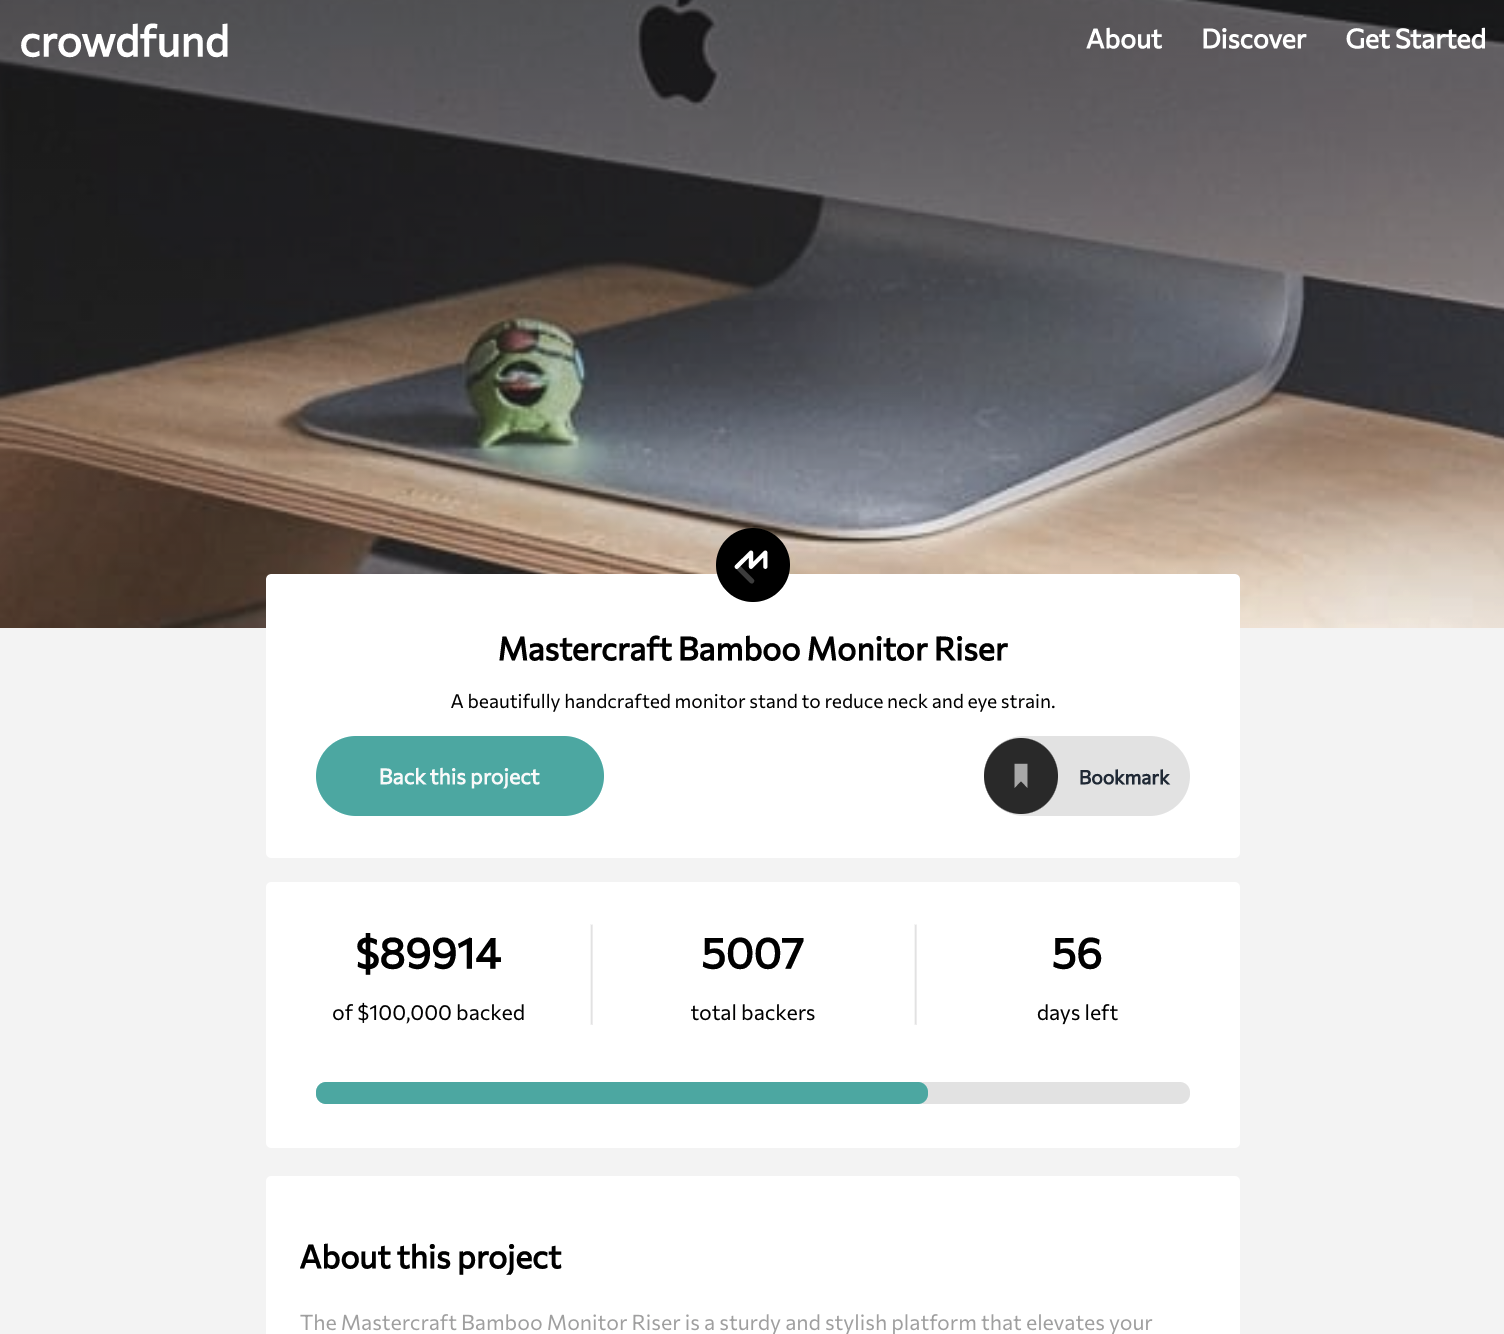 crowdfund
About Discover Get Started
Mastercraft Bamboo Monitor Riser
A beautifully handcrafted monitor stand to reduce neck and eye strain.
Back this project
Bookmark
$89914
of $100,000 backed
5007
total backers
56
days left
About this project
The Mastercraft Bamboo Monitor Riser is a sturdy and stylish platform that elevates your